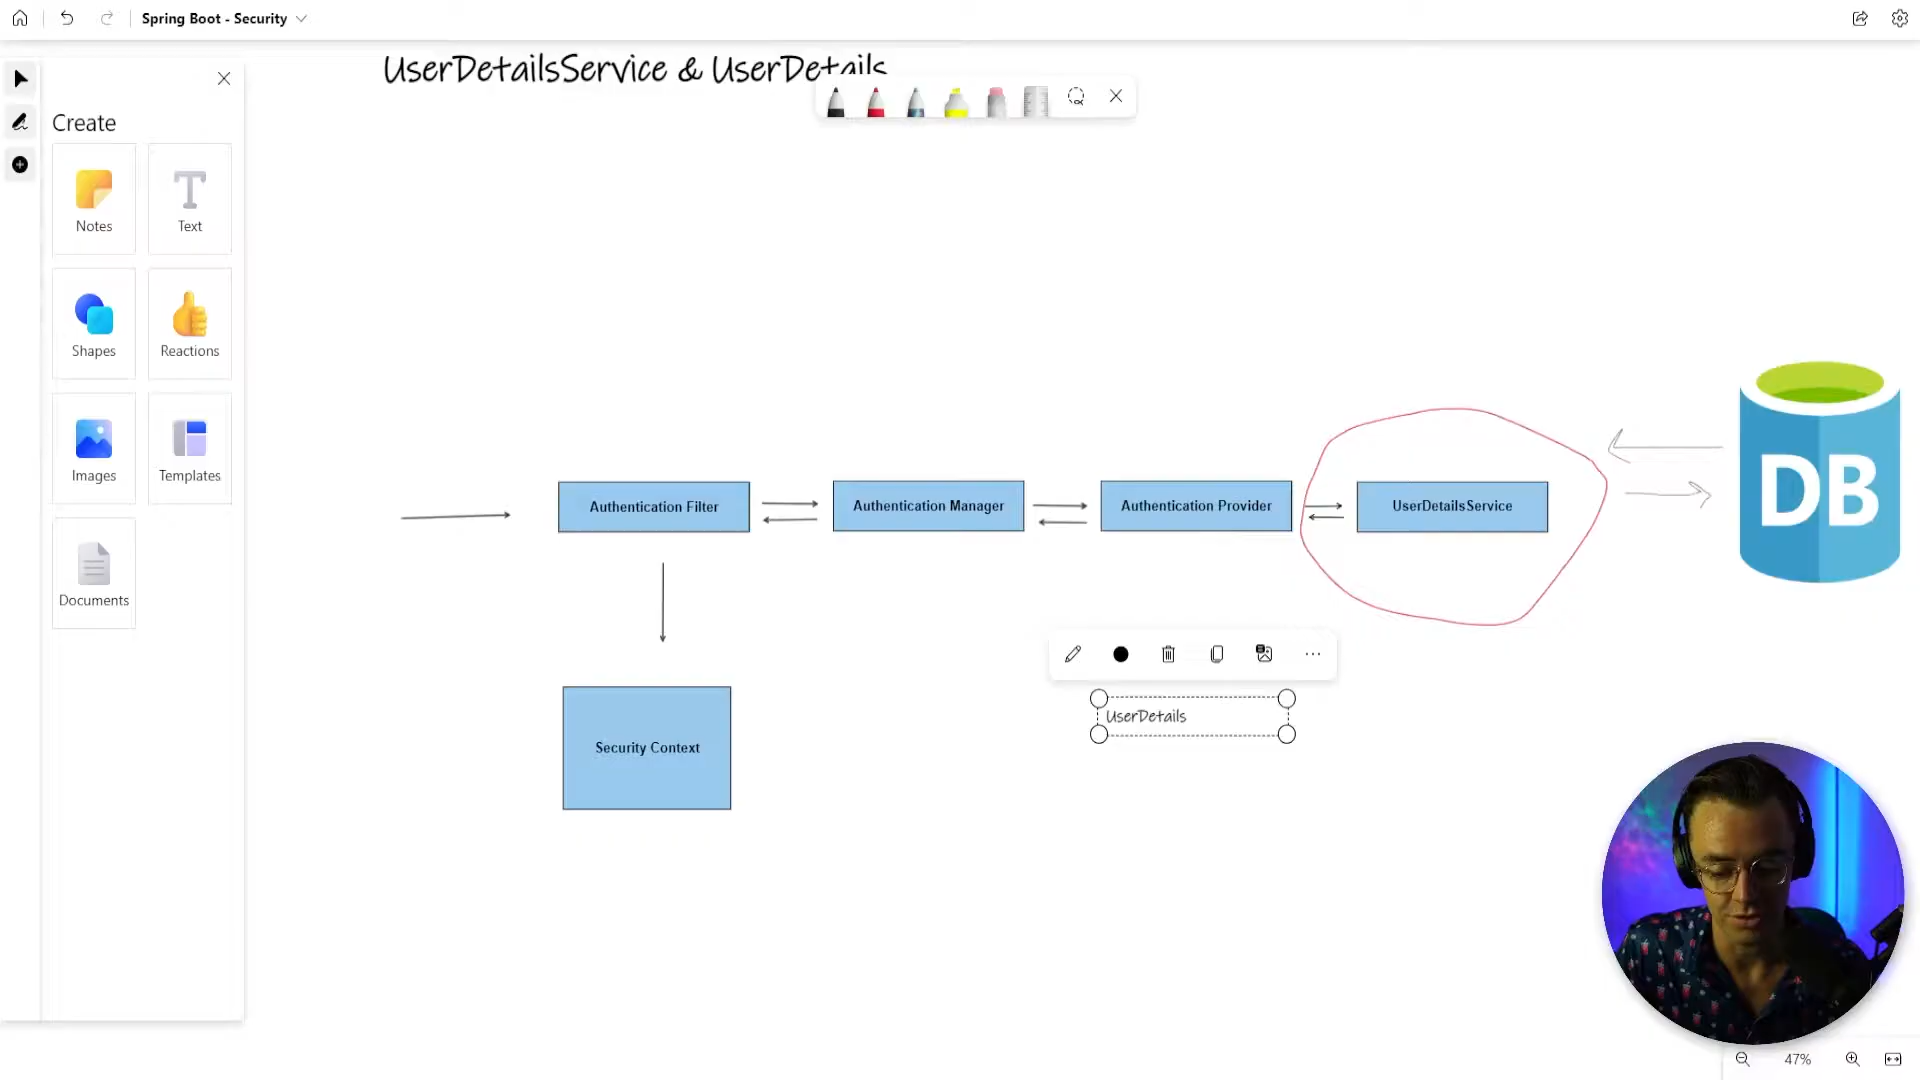 Spring Boot - Security
UserDetailsService & UserDetails
Create
Notes
Text
Shapes
Reactions
Images
Templates
Documents
Authentication Filter
Authentication Manager
Authentication Provider
UserDetailsService
DB
UserDetails
Security Context
47%